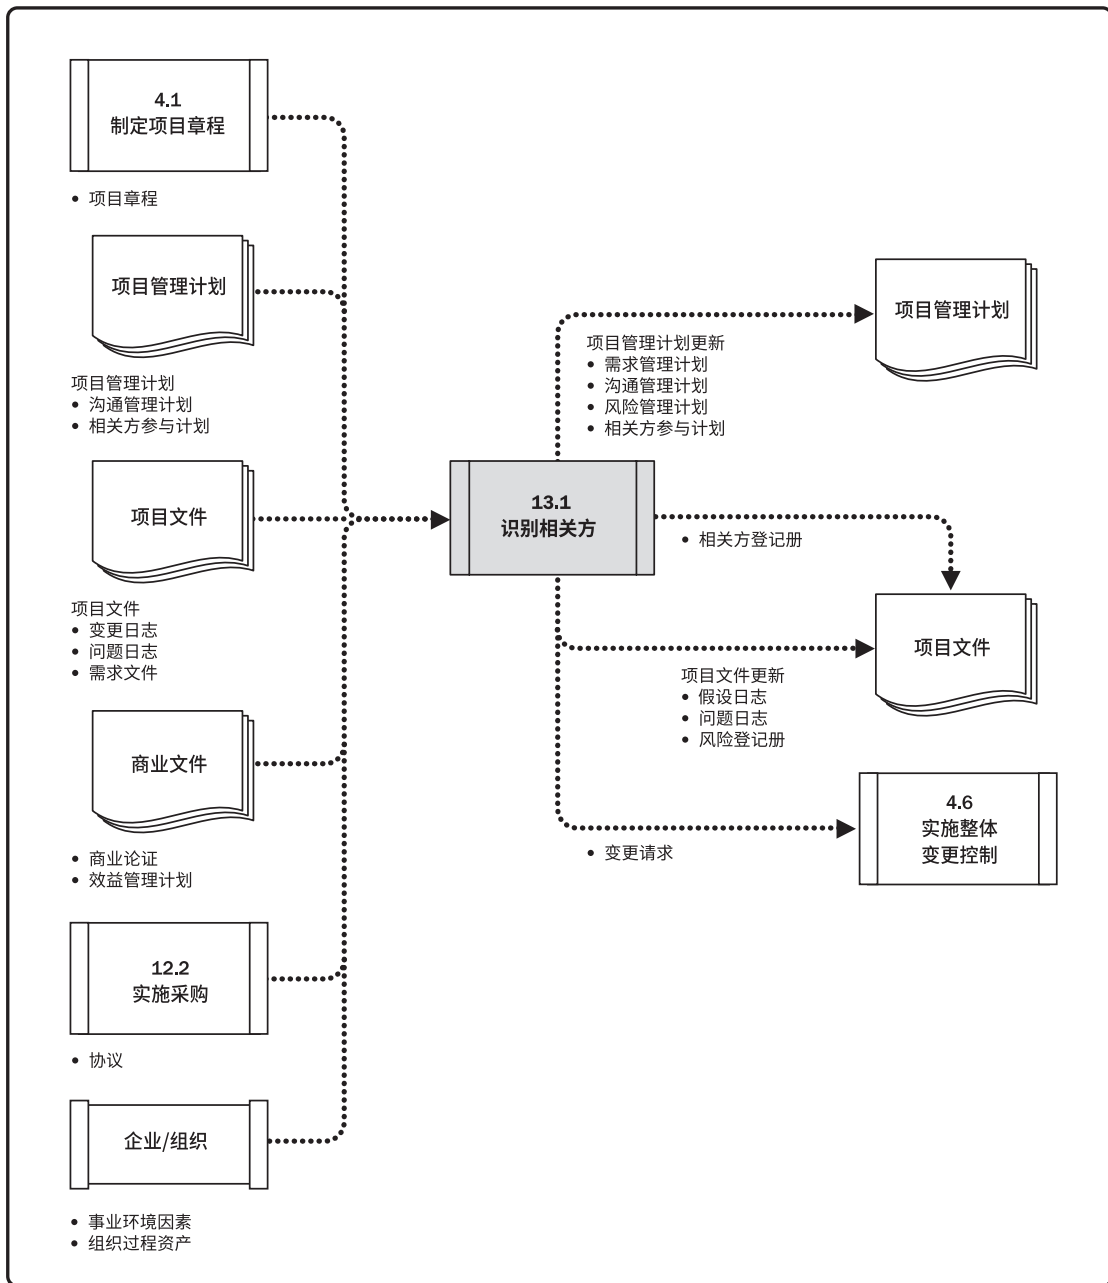 4.1
制定项目章程
• 项目章程
项目管理计划
项目管理计划
• 沟通管理计划
• 相关方参与计划
项目文件
项目文件
• 变更日志
• 问题日志
• 需求文件
商业文件
• 商业论证
• 效益管理计划
12.2
实施采购
• 协议
企业/组织
• 事业环境因素
• 组织过程资产
13.1
识别相关方
项目管理计划更新
• 需求管理计划
• 沟通管理计划
• 风险管理计划
• 相关方参与计划
项目管理计划
• 相关方登记册
项目文件
项目文件更新
• 假设日志
• 问题日志
• 风险登记册
• 变更请求
4.6
实施整体
变更控制